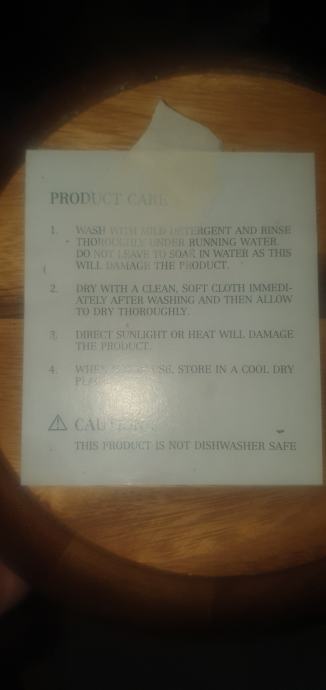 PRODUCT CARE
1. WASH WITH MILD DETERGENT AND RINSE
THOROUGHLY UNDER RUNNING WATER.
DO NOT LEAVE TO SOAK IN WATER AS THIS
WILL DAMAGE THE PRODUCT.
2. DRY WITH A CLEAN, SOFT CLOTH IMMEDI-
ATELY AFTER WASHING AND THEN ALLOW
TO DRY THOROUGHLY.
3. DIRECT SUNLIGHT OR HEAT WILL DAMAGE
THE PRODUCT.
4. WHEN USE, STORE IN A COOL DRY
⚠ CAUTION
THIS PRODUCT IS NOT DISHWASHER SAFE